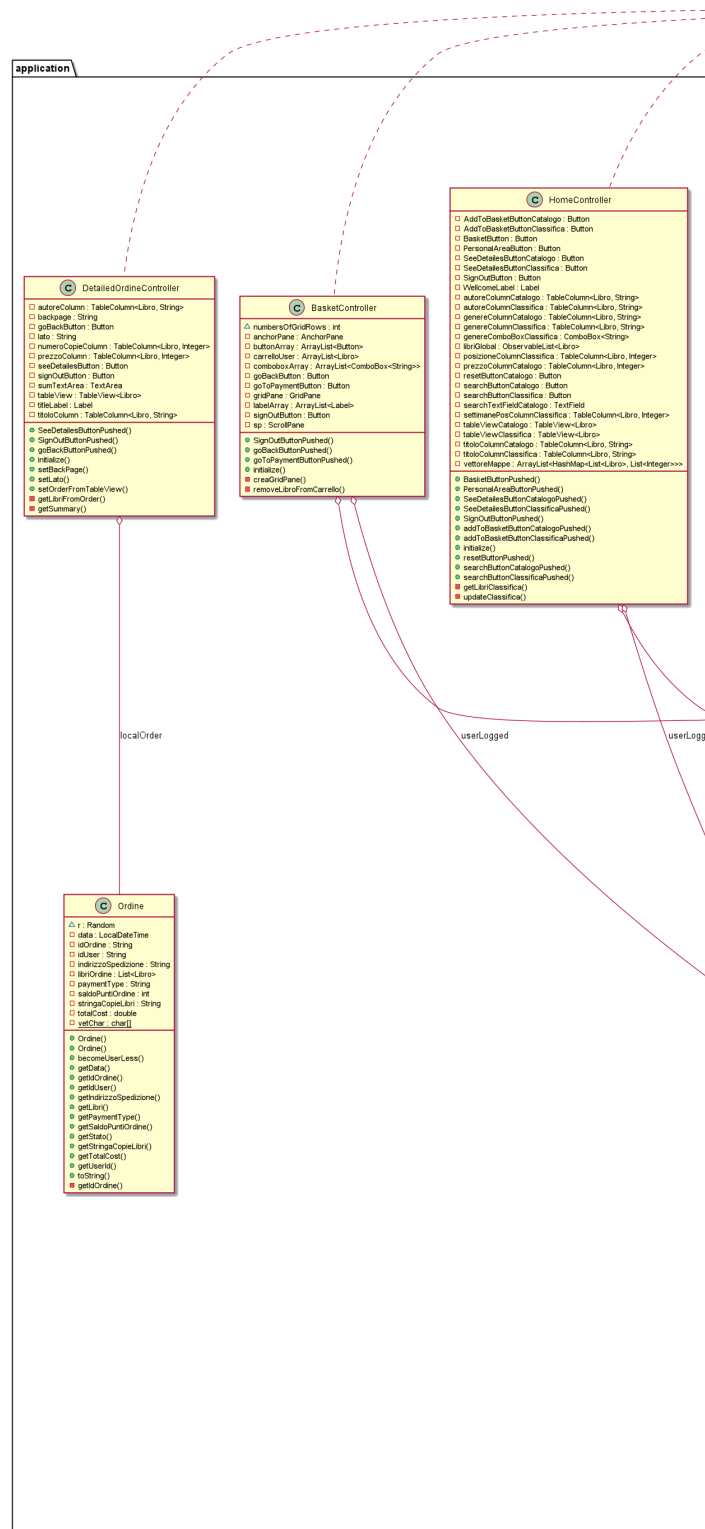 application
C HomeController
AddToBasketButtonCatalogo : Button
AddToBasketButtonClassifica : Button
BasketButton : Button
PersonalAreaButton : Button
SeeDetailesButtonCatalogo : Button
SeeDetailesButtonClassifica : Button
SignOutButton : Button
WellcomeLabel : Label
autoreColumnCatalogo : TableColumn<Libro, String>
autoreColumnClassifica : TableColumn<Libro, String>
genereColumnCatalogo : TableColumn<Libro, String>
genereColumnClassifica : TableColumn<Libro, String>
genereComboBoxClassifica : ComboBox<String>
libriGlobal : ObservableList<Libro>
posizioneColumnClassifica : TableColumn<Libro, Integer>
prezzoColumnCatalogo : TableColumn<Libro, Integer>
resetButtonCatalogo : Button
searchButtonCatalogo : Button
searchButtonClassifica : Button
searchTextFieldCatalogo : TextField
settimanePosColumnClassifica : TableColumn<Libro, Integer>
tableViewCatalogo : TableView<Libro>
tableViewClassifica : TableView<Libro>
titoloColumnCatalogo : TableColumn<Libro, String>
titoloColumnClassifica : TableColumn<Libro, String>
vettoreMappe : ArrayList<HashMap<List<Libro>, List<Integer>>>
BasketButtonPushed()
PersonalAreaButtonPushed()
SeeDetailesButtonCatalogoPushed()
SeeDetailesButtonClassificaPushed()
SignOutButtonPushed()
addToBasketButtonCatalogoPushed()
addToBasketButtonClassificaPushed()
initialize()
resetButtonPushed()
searchButtonCatalogoPushed()
searchButtonClassificaPushed()
getLibriClassifica()
updateClassifica()
C DetailedOrdineController
autoreColumn : TableColumn<Libro, String>
backpage : String
goBackButton : Button
lato : String
numeroCopieColumn : TableColumn<Libro, Integer>
prezzoColumn : TableColumn<Libro, Integer>
seeDetailesButton : Button
signOutButton : Button
sumTextArea : TextArea
tableView : TableView<Libro>
titleLabel : Label
titoloColumn : TableColumn<Libro, String>
SeeDetailesButtonPushed()
SignOutButtonPushed()
goBackButtonPushed()
initialize()
setBackPage()
setLato()
setOrderFromTableView()
getLibriFromOrder()
getSummary()
C BasketController
numbersOfGridRows : int
anchorPane : AnchorPane
buttonArray : ArrayList<Button>
carrelloUser : ArrayList<Libro>
comboboxArray : ArrayList<ComboBox<String>>
goBackButton : Button
goToPaymentButton : Button
gridPane : GridPane
labelArray : ArrayList<Label>
signOutButton : Button
sp : ScrollPane
SignOutButtonPushed()
goBackButtonPushed()
goToPaymentButtonPushed()
initialize()
creaGridPane()
removeLibroFromCarrello()
localOrder
userLogged
userLogg
C Ordine
r : Random
data : LocalDateTime
idOrdine : String
idUser : String
indirizzoSpedizione : String
libriOrdine : List<Libro>
paymentType : String
saldoPuntiOrdine : int
stringaCopieLibri : String
totalCost : double
vetChar : char[]
Ordine()
Ordine()
becomeUserLess()
getData()
getIdOrdine()
getIdUser()
getIndirizzoSpedizione()
getLibri()
getPaymentType()
getSaldoPuntiOrdine()
getStato()
getStringaCopieLibri()
getTotalCost()
getUserId()
toString()
getIdOrdine()